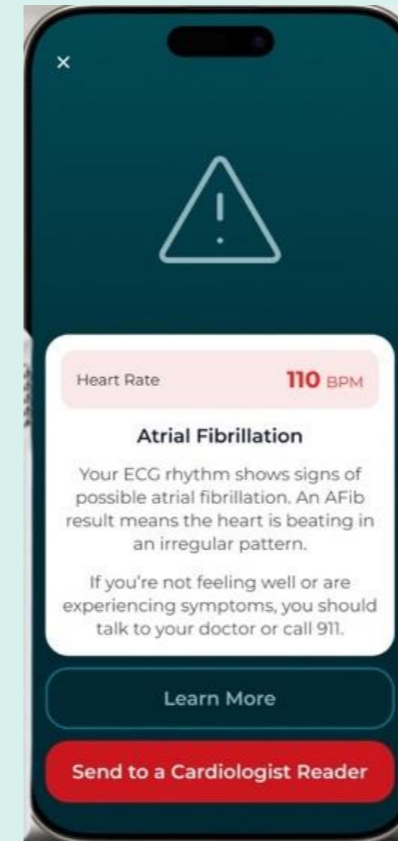 ×
Heart Rate 110 BPM
Atrial Fibrillation
Your ECG rhythm shows signs of
possible atrial fibrillation. An AFib
result means the heart is beating in
an irregular pattern.
If you're not feeling well or are
experiencing symptoms, you should
talk to your doctor or call 911.
Learn More
Send to a Cardiologist Reader